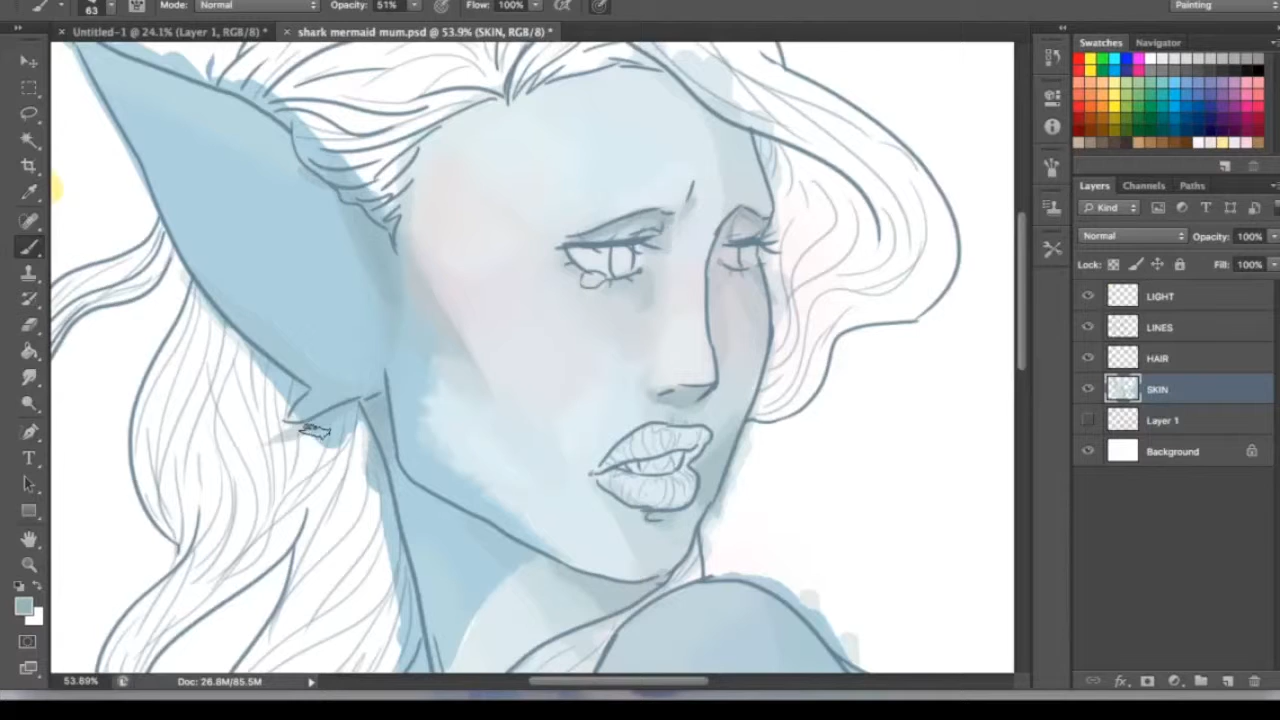 63 Mode: Normal Opacity: 51% Flow: 100% Painting
Untitled-1 @ 24.1% (Layer 1, RGB/8) * shark mermaid mum.psd @ 53.9% (SKIN, RGB/8) *
Swatches Navigator
Layers Channels Paths
Kind
Normal Opacity: 100%
Lock: Fill: 100%
LIGHT
LINES
HAIR
SKIN
Layer 1
Background
53.89% Doc: 26.8M/85.5M
fx